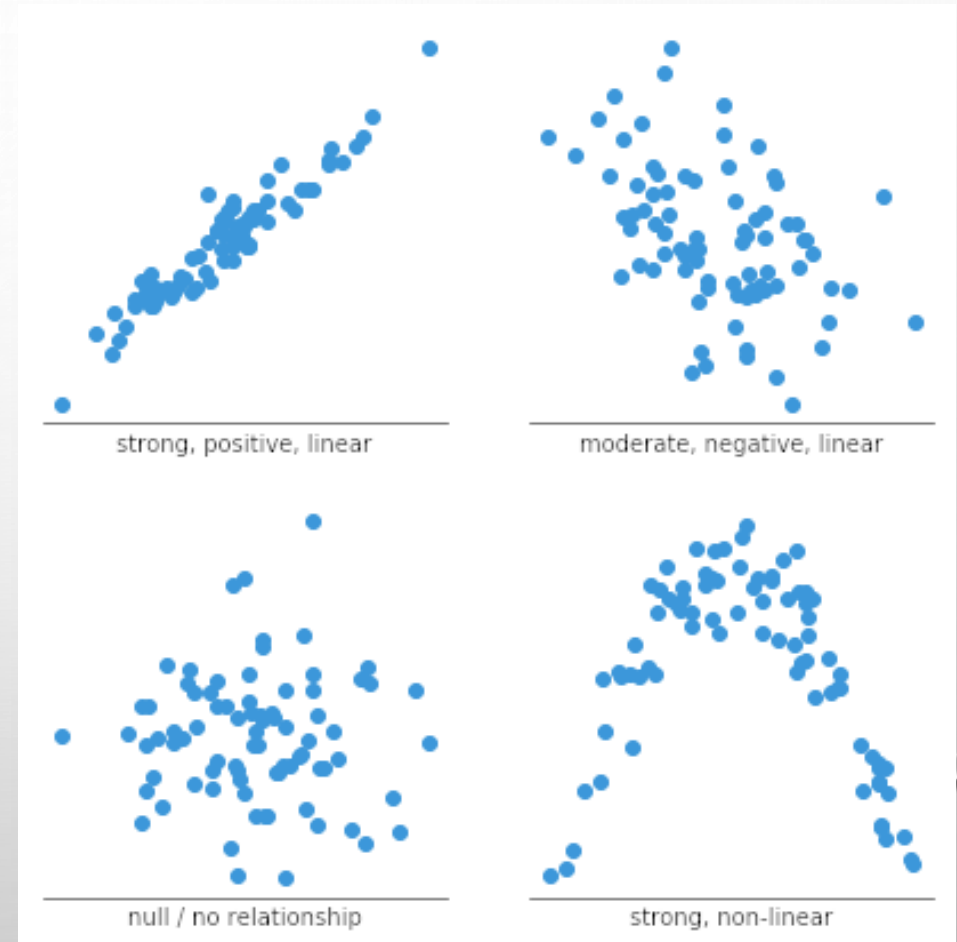 strong, positive, linear
moderate, negative, linear
null / no relationship
strong, non-linear